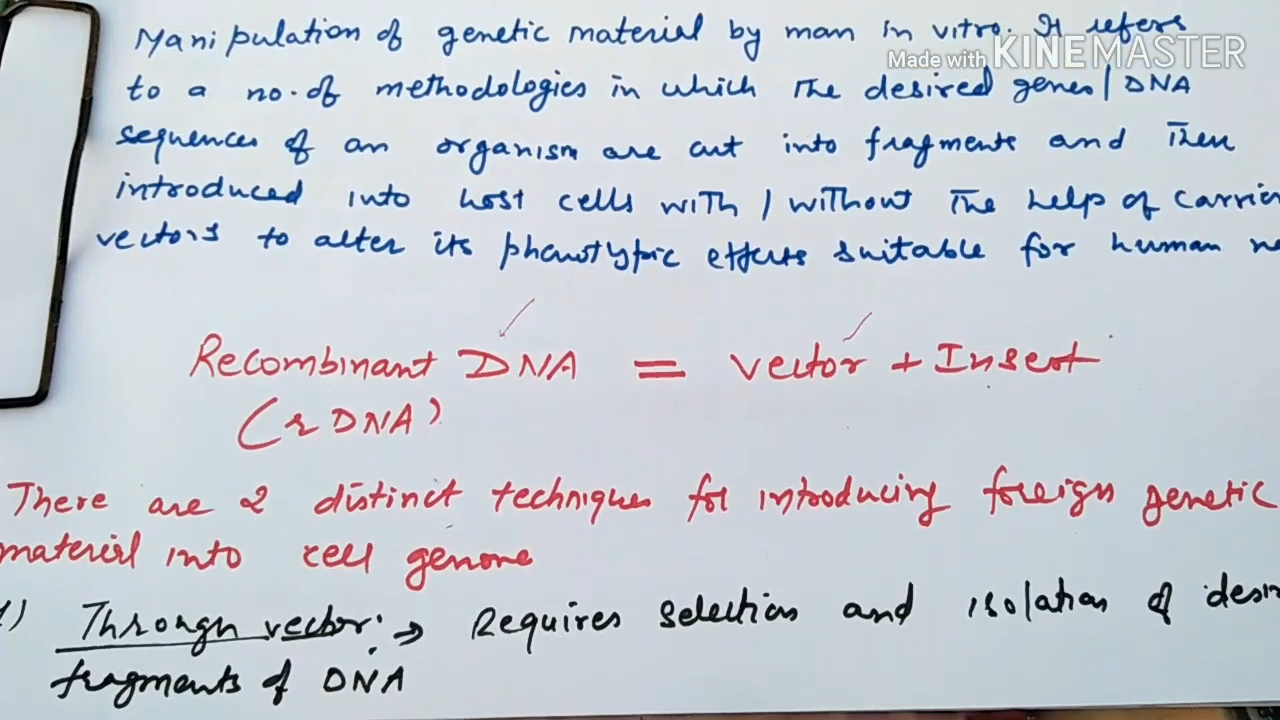 Manipulation of genetic material by man in vitro. It refers
Made with KINEMASTER
to a no. of methodologies in which the desired genes/DNA
sequences of an organism are cut into fragments and then
introduced into host cells with/without the help of carrier
vectors to alter its phenotypic effects suitable for human ne
Recombinant DNA = vector + Insert
(rDNA)
There are 2 distinct techniques for introducing foreign genetic
material into cell genome
1) Through vector: → Requires selection and isolation of desir
fragments of DNA